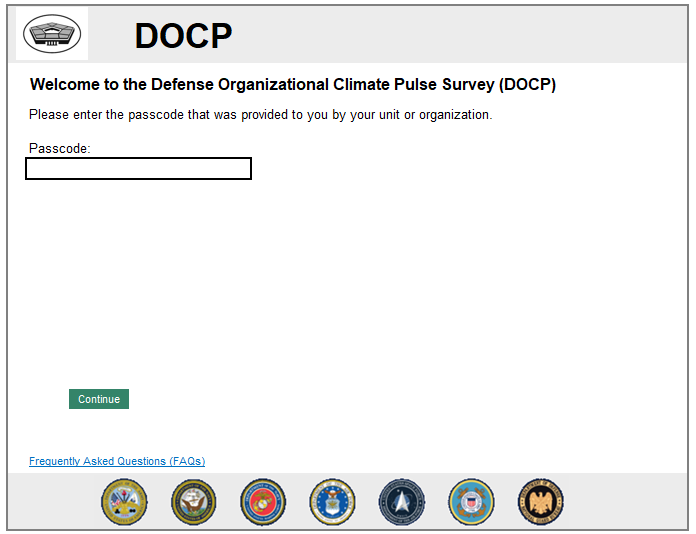 DOCP
Welcome to the Defense Organizational Climate Pulse Survey (DOCP)
Please enter the passcode that was provided to you by your unit or organization.
Passcode:
Continue
Frequently Asked Questions (FAQs)